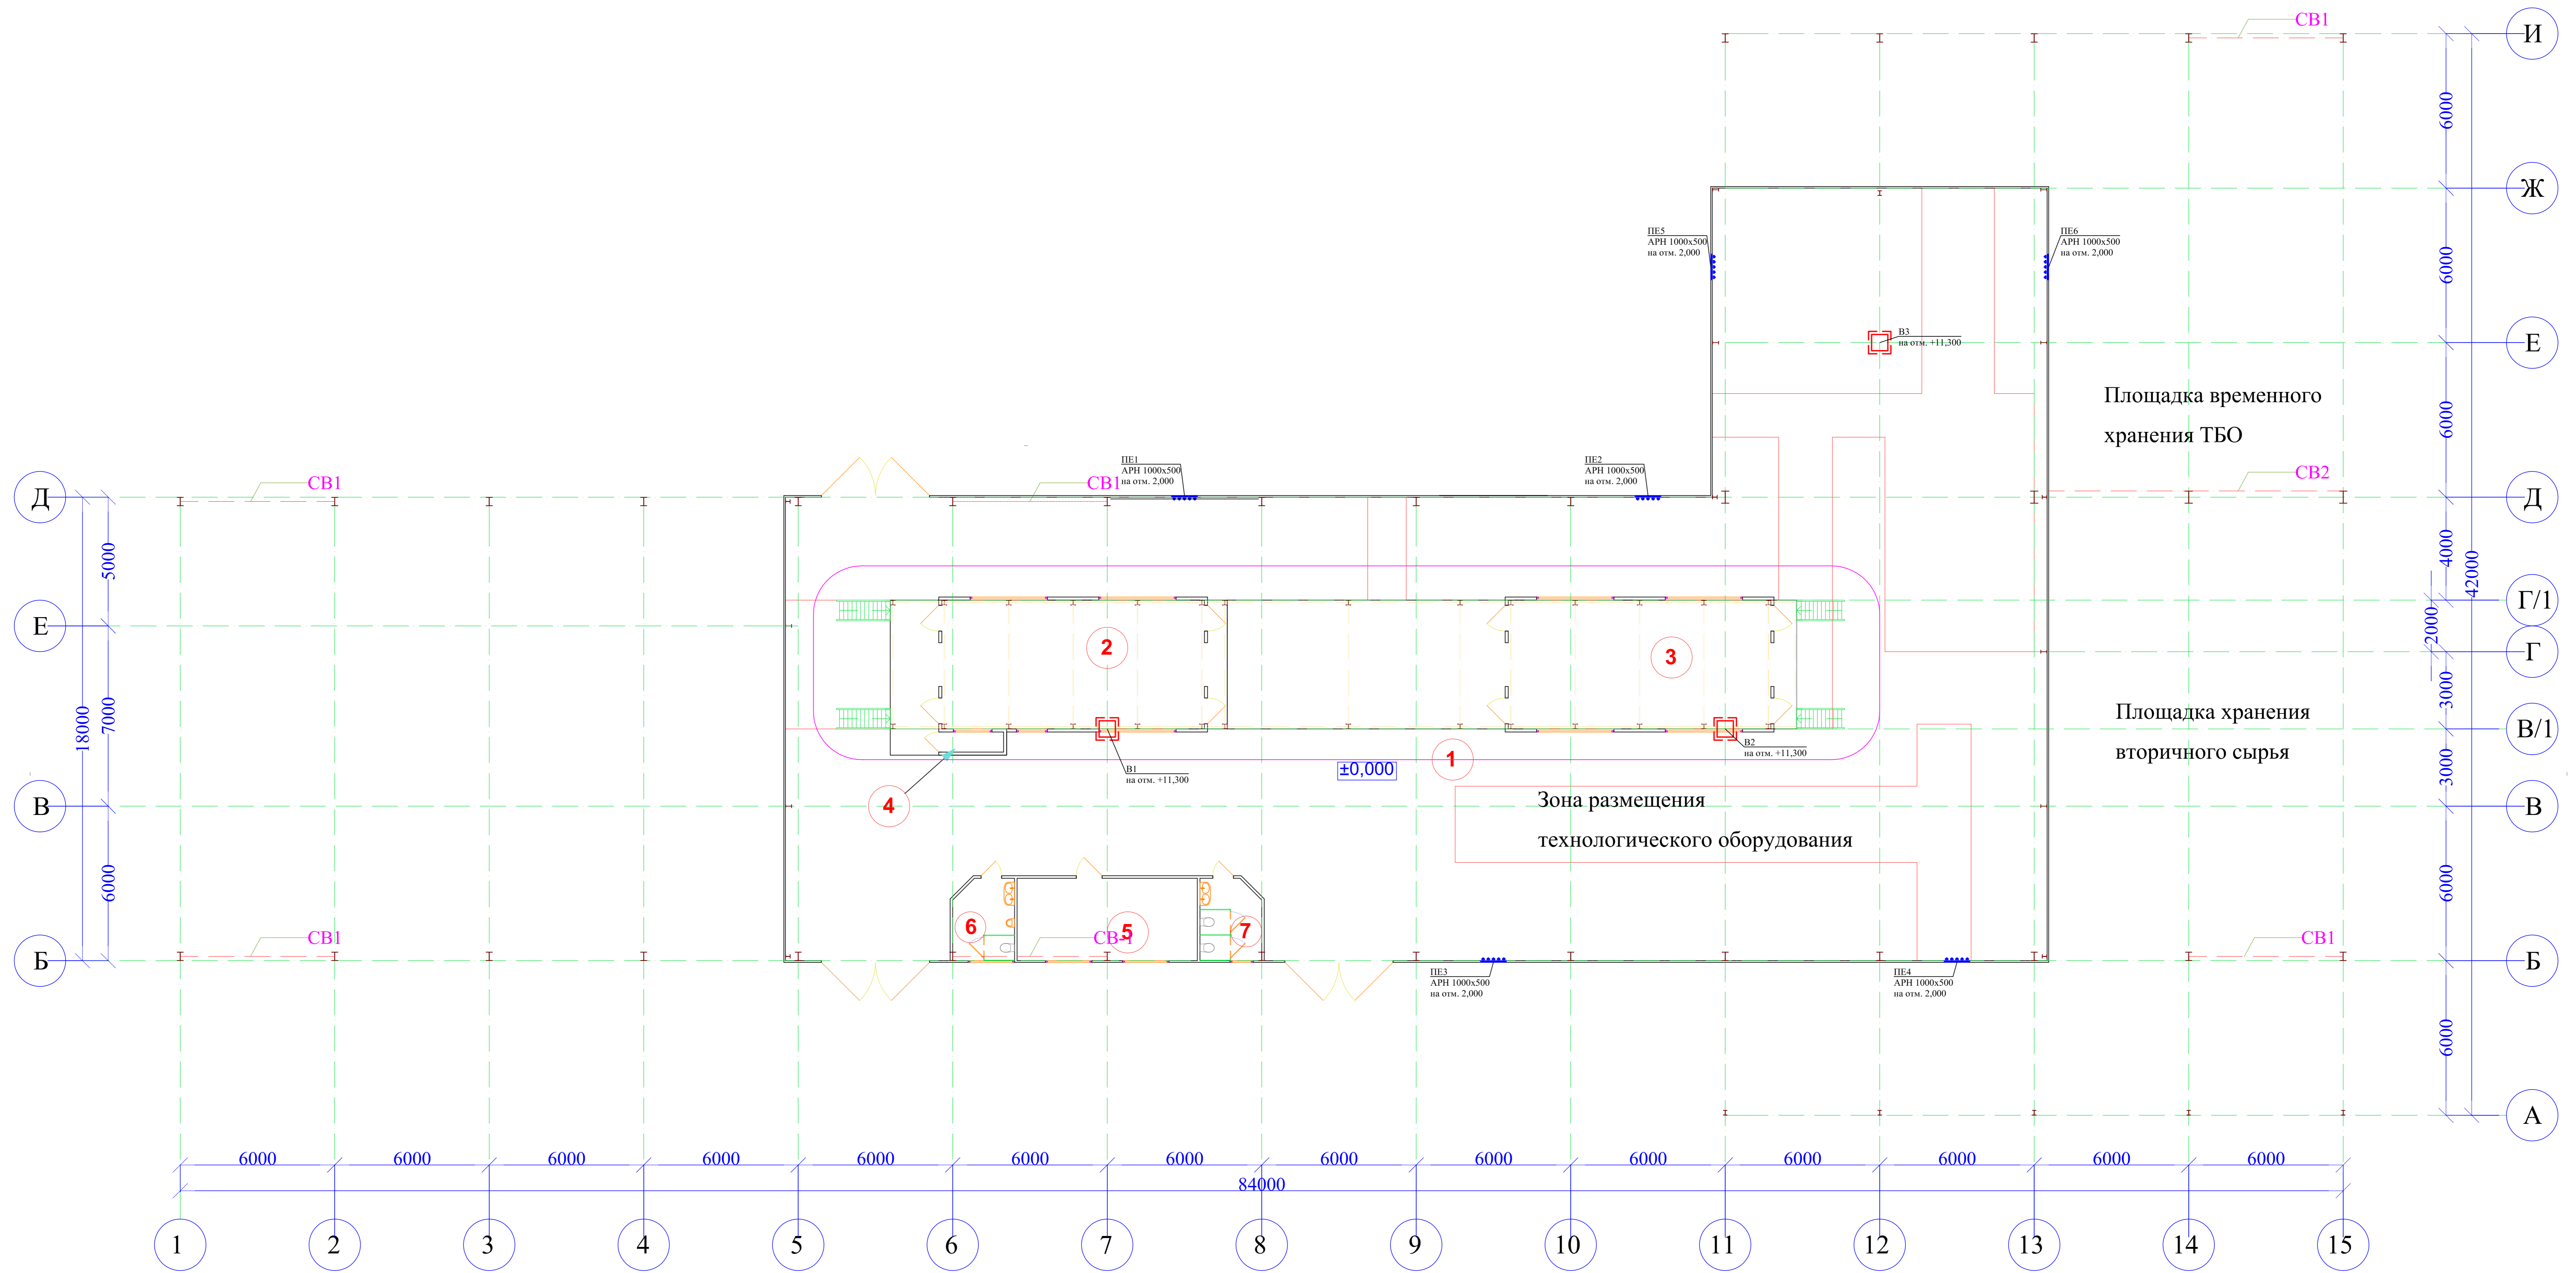 СВ1
И
6000
Ж
ПЕ5
АРН 1000х500
на отм. 2,000
ПЕ6
АРН 1000х500
на отм. 2,000
6000
В3
на отм. +11,300
Е
Площадка временного
хранения ТБО
6000
ПЕ1
АРН 1000х500
на отм. 2,000
ПЕ2
АРН 1000х500
на отм. 2,000
СВ1
СВ1
СВ2
Д
Д
5000
4000
42000
Г/1
2000
Е
2
3
Г
18000
7000
3000
Площадка хранения
вторичного сырья
В/1
В1
на отм. +11,300
В2
на отм. +11,300
1
±0,000
3000
4
В
В
Зона размещения
технологического оборудования
6000
6000
6
5
7
СВ1
СВ-1
СВ1
Б
Б
ПЕ3
АРН 1000х500
на отм. 2,000
ПЕ4
АРН 1000х500
на отм. 2,000
6000
А
6000 6000 6000 6000 6000 6000 6000 6000 6000 6000 6000 6000 6000 6000
84000
1 2 3 4 5 6 7 8 9 10 11 12 13 14 15